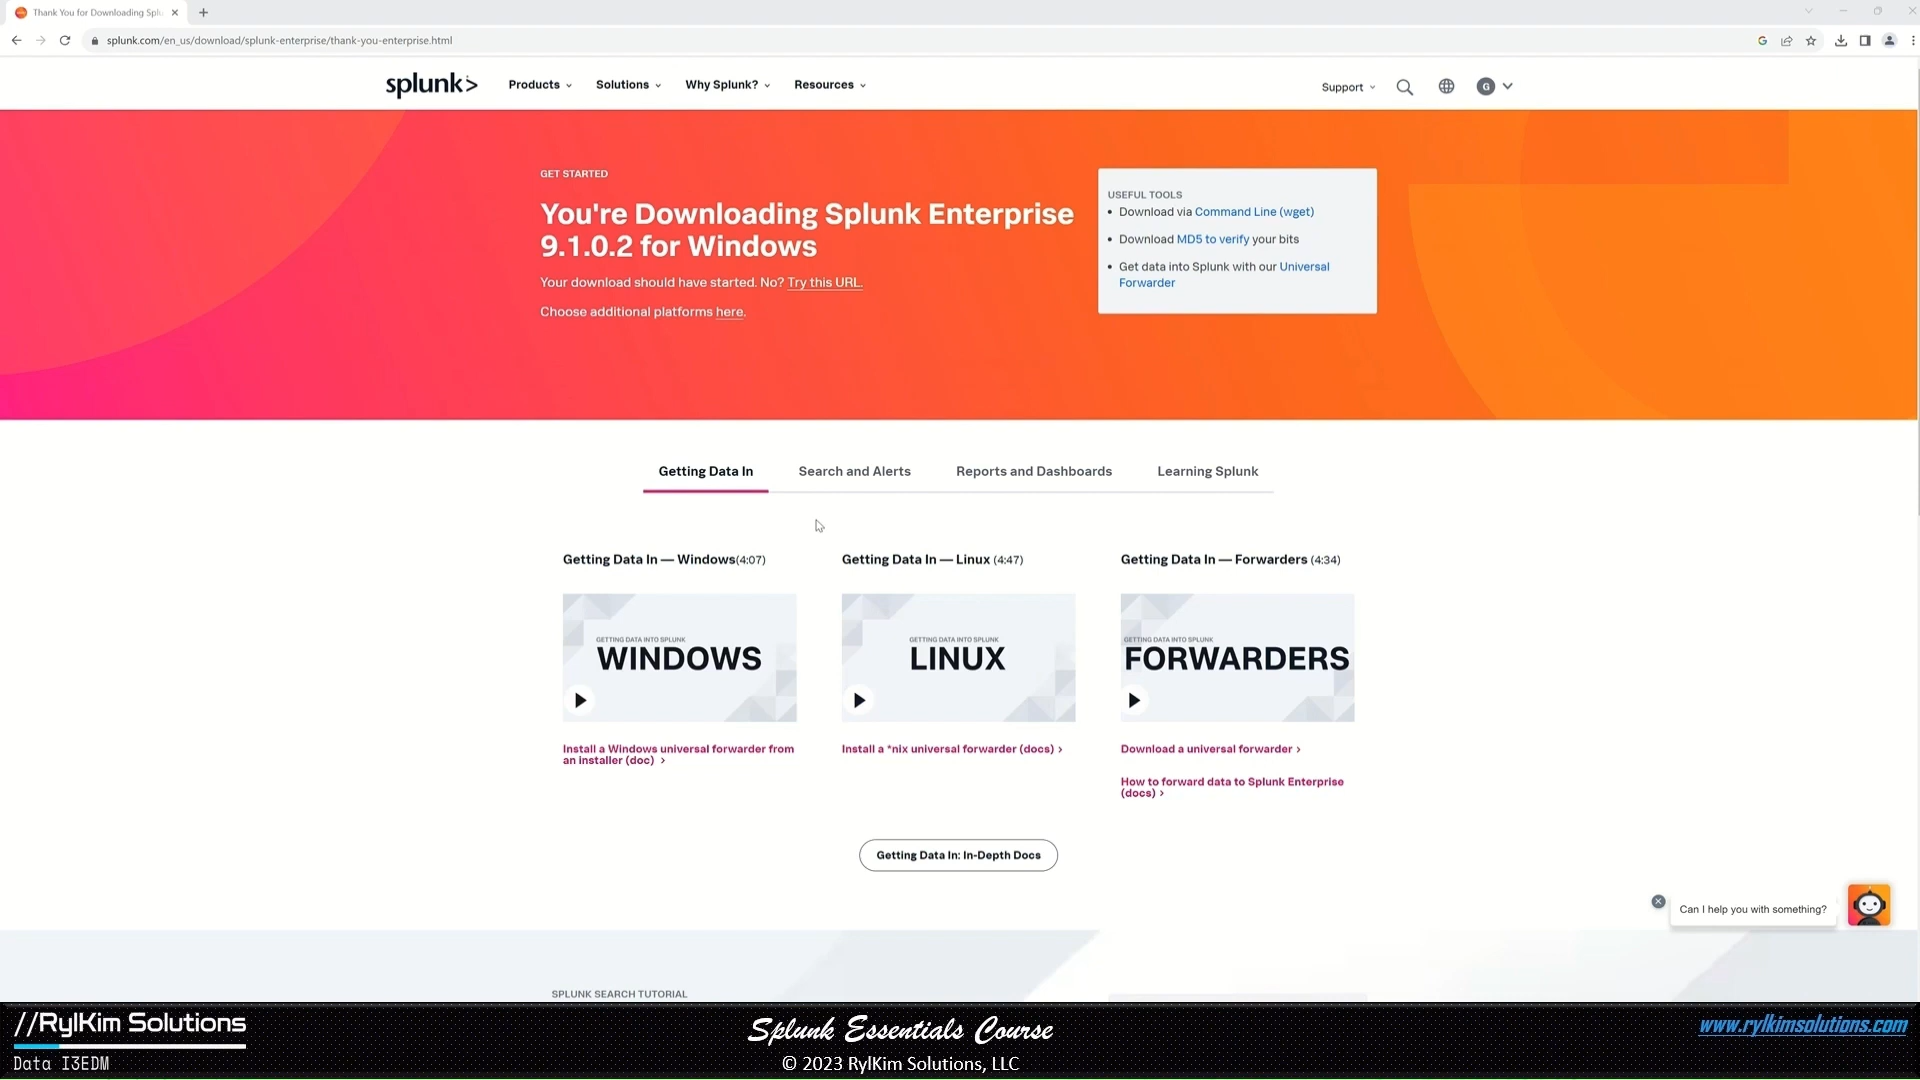 Thank You for Downloading Splu
splunk.com/en_us/download/splunk-enterprise/thank-you-enterprise.html
splunk> Products Solutions Why Splunk? Resources Support G
GET STARTED
You're Downloading Splunk Enterprise
9.1.0.2 for Windows
Your download should have started. No? Try this URL.
Choose additional platforms here.
USEFUL TOOLS
• Download via Command Line (wget)
• Download MD5 to verify your bits
• Get data into Splunk with our Universal
Forwarder
Getting Data In Search and Alerts Reports and Dashboards Learning Splunk
Getting Data In — Windows(4:07)
GETTING DATA INTO SPLUNK
WINDOWS
Install a Windows universal forwarder from
an installer (doc) ›
Getting Data In — Linux (4:47)
GETTING DATA INTO SPLUNK
LINUX
Install a *nix universal forwarder (docs) ›
Getting Data In — Forwarders (4:34)
GETTING DATA INTO SPLUNK
FORWARDERS
Download a universal forwarder ›
How to forward data to Splunk Enterprise
(docs) ›
Getting Data In: In-Depth Docs
Can I help you with something?
SPLUNK SEARCH TUTORIAL
//RylKim Solutions
Data I3EDM
Splunk Essentials Course
© 2023 RylKim Solutions, LLC
www.rylkimsolutions.com